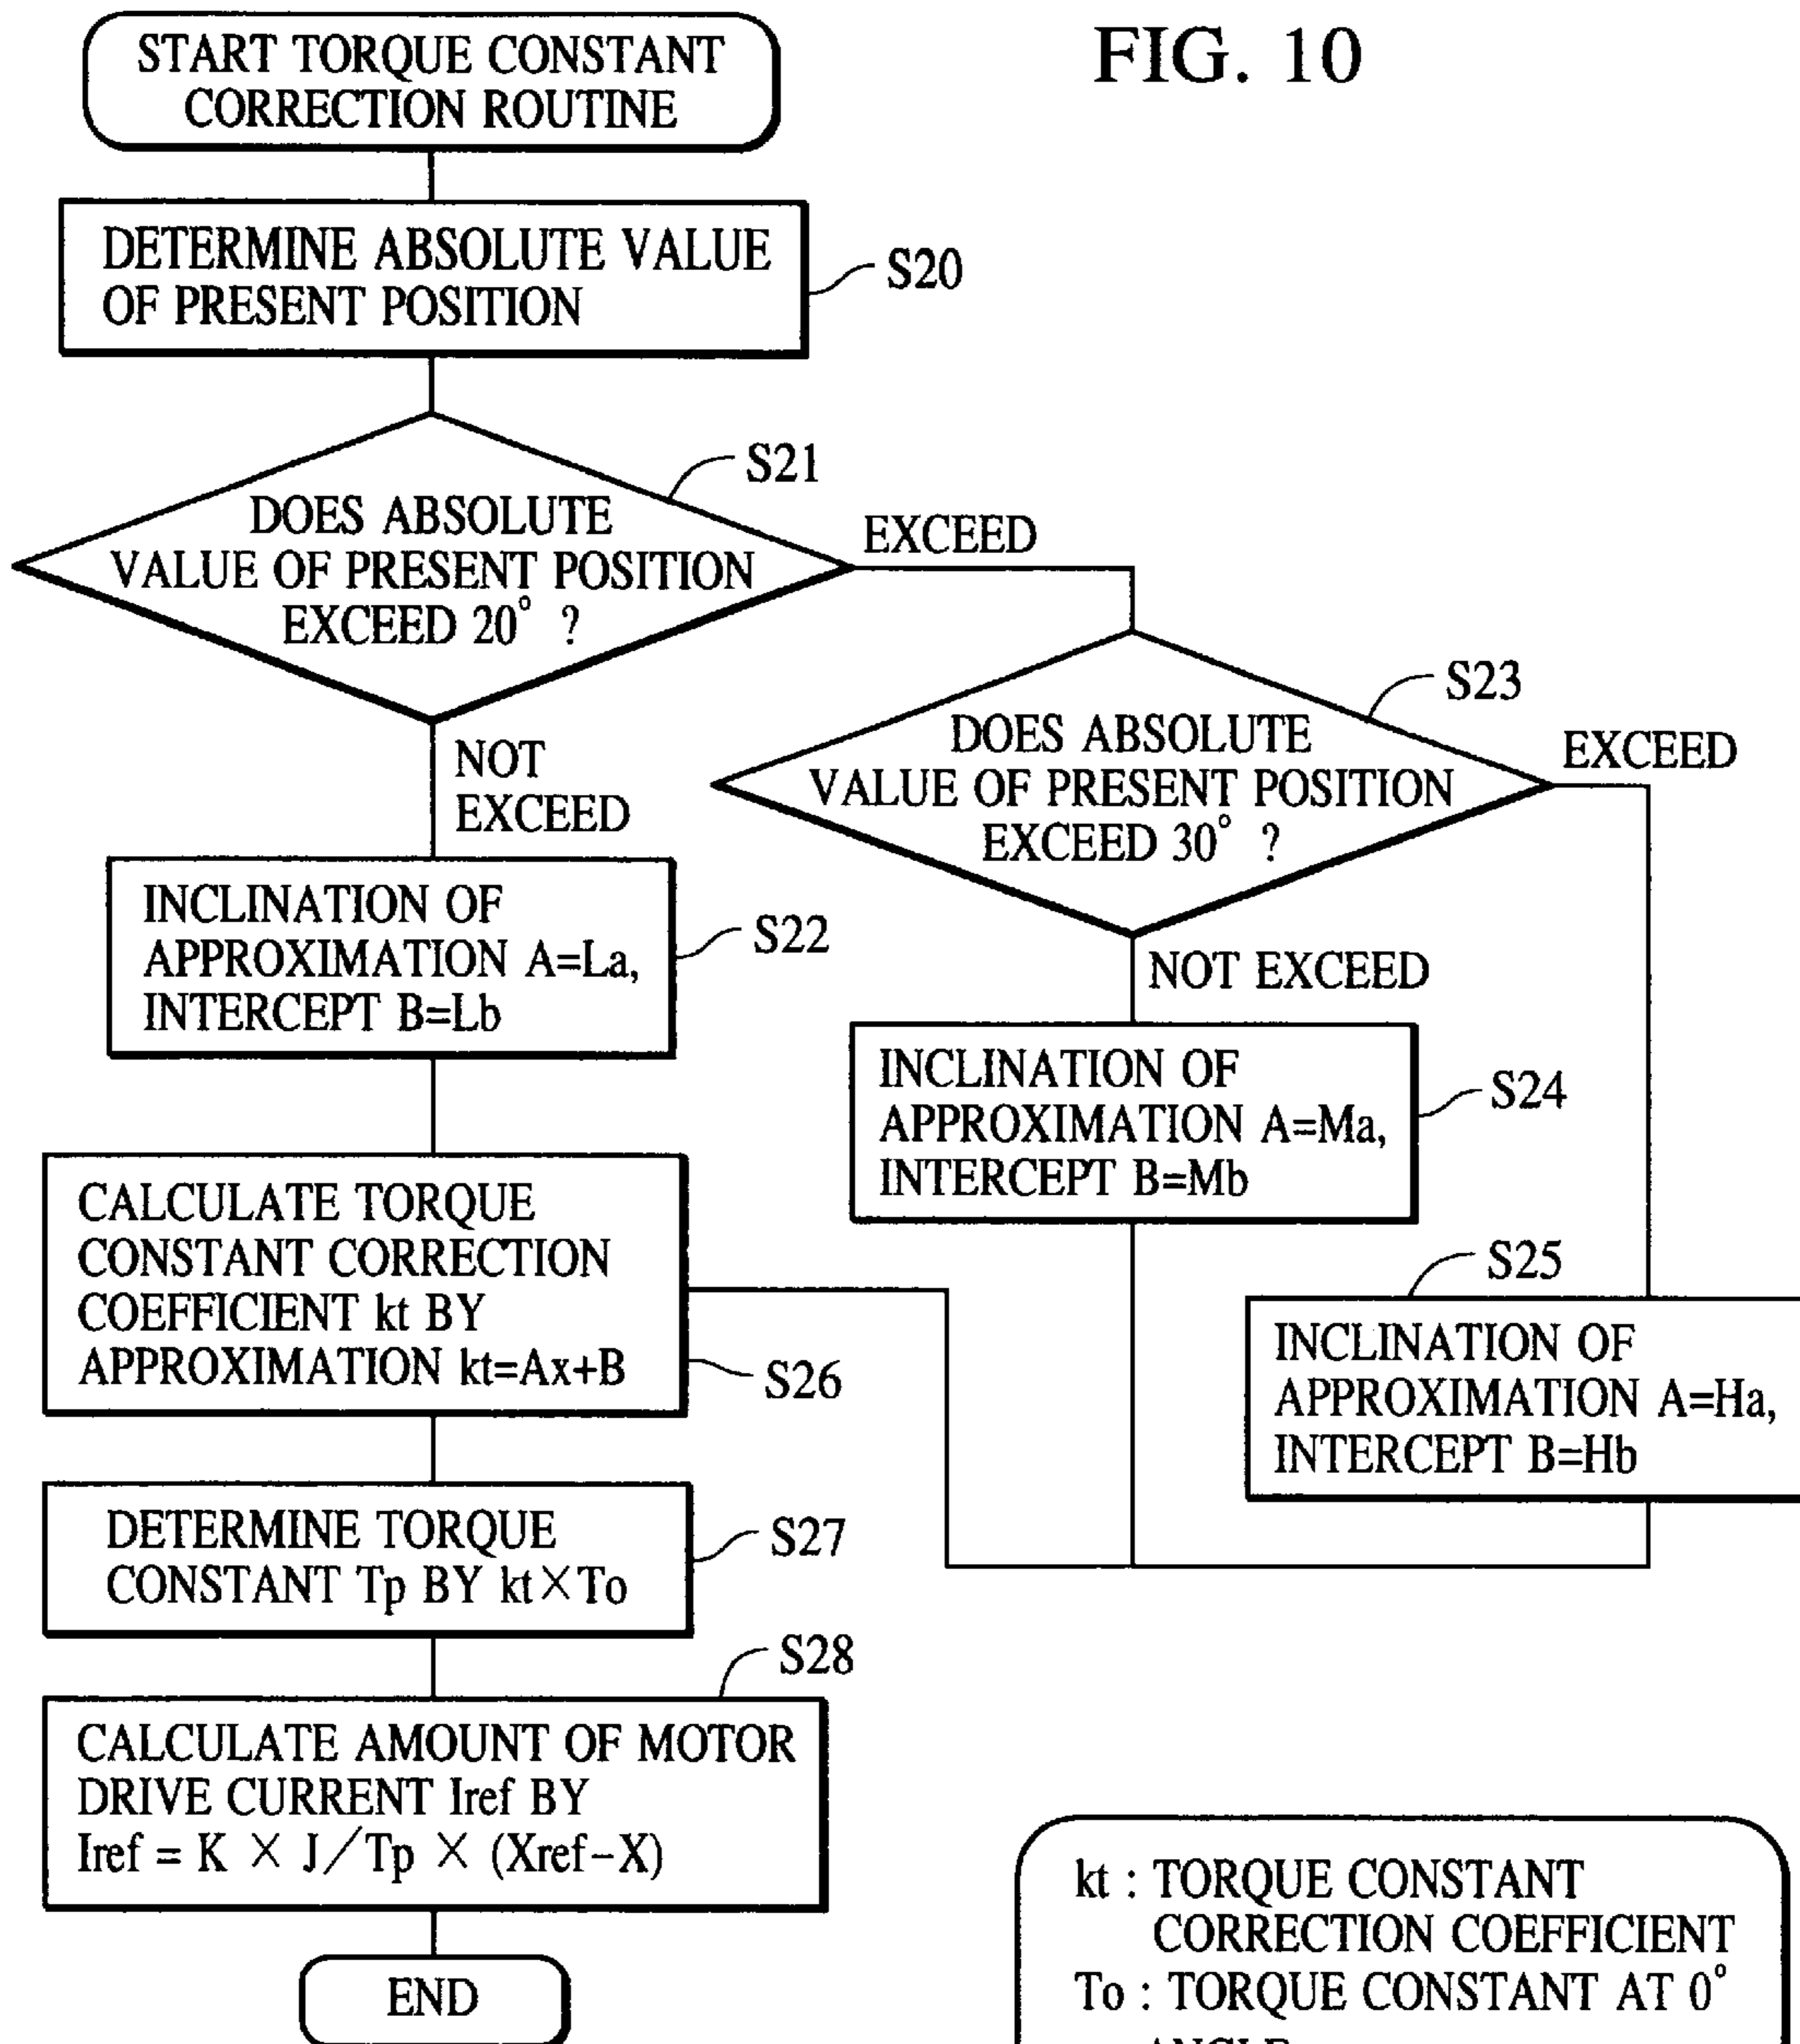 FIG. 10
START TORQUE CONSTANT
CORRECTION ROUTINE
DETERMINE ABSOLUTE VALUE
OF PRESENT POSITION
S20
S21
DOES ABSOLUTE
VALUE OF PRESENT POSITION
EXCEED 20° ?
EXCEED
NOT
EXCEED
S23
DOES ABSOLUTE
VALUE OF PRESENT POSITION
EXCEED 30° ?
EXCEED
NOT EXCEED
INCLINATION OF
APPROXIMATION A=La,
INTERCEPT B=Lb
S22
INCLINATION OF
APPROXIMATION A=Ma,
INTERCEPT B=Mb
S24
S25
INCLINATION OF
APPROXIMATION A=Ha,
INTERCEPT B=Hb
CALCULATE TORQUE
CONSTANT CORRECTION
COEFFICIENT kt BY
APPROXIMATION kt=Ax+B
S26
DETERMINE TORQUE
CONSTANT Tp BY kt×To
S27
S28
CALCULATE AMOUNT OF MOTOR
DRIVE CURRENT Iref BY
Iref = K × J/Tp × (Xref-X)
END
kt : TORQUE CONSTANT
CORRECTION COEFFICIENT
To : TORQUE CONSTANT AT 0°